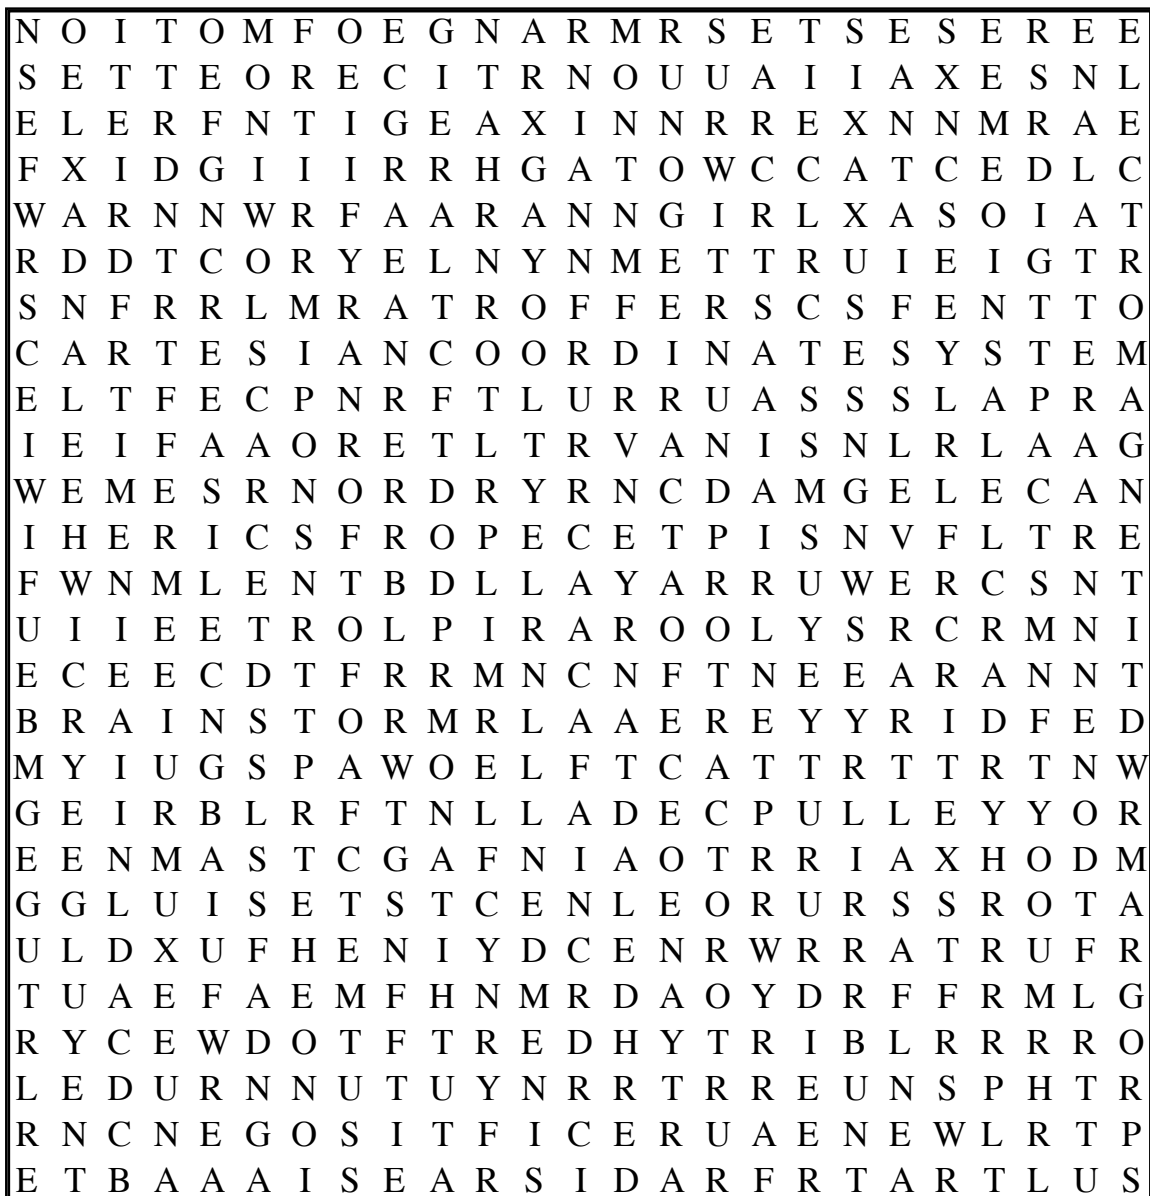 N O I T O M F O E G N A R M R S E T S E S E R E E
S E T T E O R E C I T R N O U U A I I A X E S N L
E L E R F N T I G E A X I N N R R E X N N M R A E
F X I D G I I I R R H G A T O W C C A T C E D L C
W A R N N W R F A A R A N N G I R L X A S O I A T
R D D T C O R Y E L N Y N M E T T R U I E I G T R
S N F R R L M R A T R O F F E R S C S F E N T T O
C A R T E S I A N C O O R D I N A T E S Y S T E M
E L T F E C P N R F T L U R R U A S S S L A P R A
I E I F A A O R E T L T R V A N I S N L R L A A G
W E M E S R N O R D R Y R N C D A M G E L E C A N
I H E R I C S F R O P E C E T P I S N V F L T R E
F W N M L E N T B D L L A Y A R R U W E R C S N T
U I I E E T R O L P I R A R O O L Y S R C R M N I
E C E E C D T F R R M N C N F T N E E A R A N N T
B R A I N S T O R M R L A A E R E Y Y R I D F E D
M Y I U G S P A W O E L F T C A T T R T T R T N W
G E I R B L R F T N L L A D E C P U L L E Y Y O R
E E N M A S T C G A F N I A O T R R I A X H O D M
G G L U I S E T S T C E N L E O R U R S S R O T A
U L D X U F H E N I Y D C E N R W R R A T R U F R
T U A E F A E M F H N M R D A O Y D R F F R M L G
R Y C E W D O T F T R E D H Y T R I B L R R R R O
L E D U R N N U T U Y N R R T R R E U N S P H T R
R N C N E G O S I T F I C E R U A E N E W L R T P
E T B A A A I S E A R S I D A R F R T A R T L U S